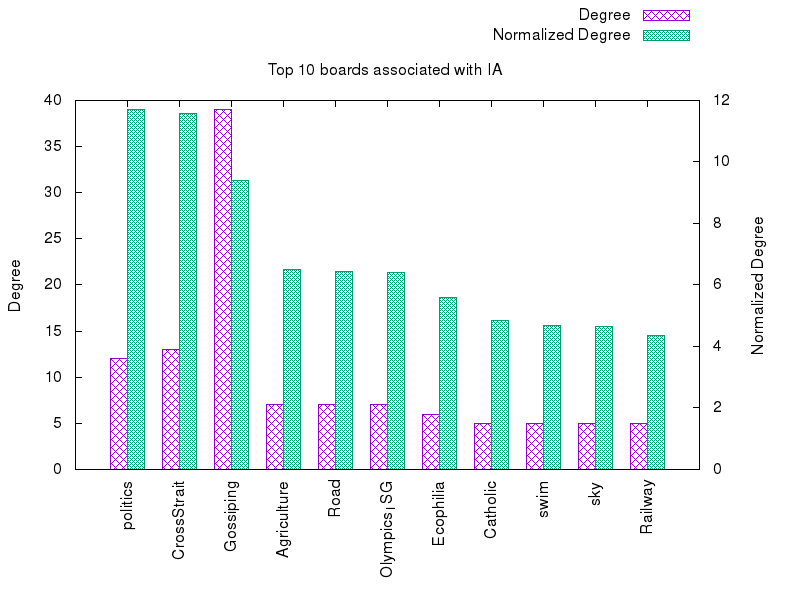 Degree
Normalized Degree
Top 10 boards associated with IA
40
35
30
25
20
15
10
5
0
12
10
8
6
4
2
0
Degree
Normalized Degree
politics
CrossStrait
Gossiping
Agriculture
Road
Olympics_ISG
Ecophilia
Catholic
swim
sky
Railway